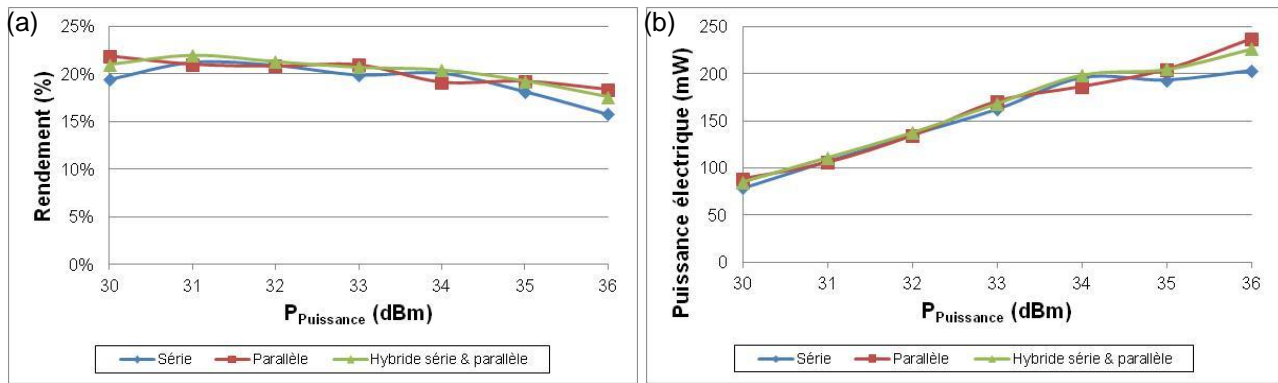 (a)
Rendement (%)
25%
20%
15%
10%
5%
0%
30 31 32 33 34 35 36
PPuissance (dBm)
Série Parallèle Hybride série & parallèle
(b)
Puissance électrique (mW)
250
200
150
100
50
0
30 31 32 33 34 35 36
PPuissance (dBm)
Série Parallèle Hybride série & parallèle